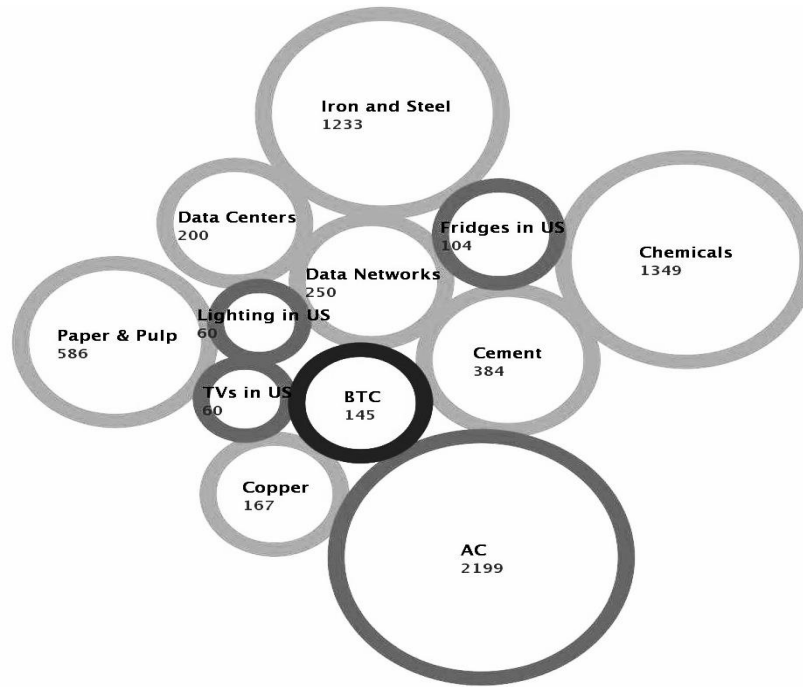 Iron and Steel
1233
Data Centers
200
Fridges in US
104
Chemicals
1349
Data Networks
250
Lighting in US
60
Paper & Pulp
586
Cement
384
TVs in US
60
BTC
145
Copper
167
AC
2199